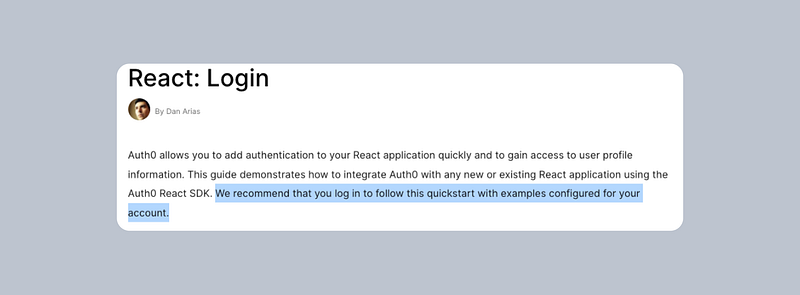 React: Login
By Dan Arias
Auth0 allows you to add authentication to your React application quickly and to gain access to user profile
information. This guide demonstrates how to integrate Auth0 with any new or existing React application using the
Auth0 React SDK. We recommend that you log in to follow this quickstart with examples configured for your
account.